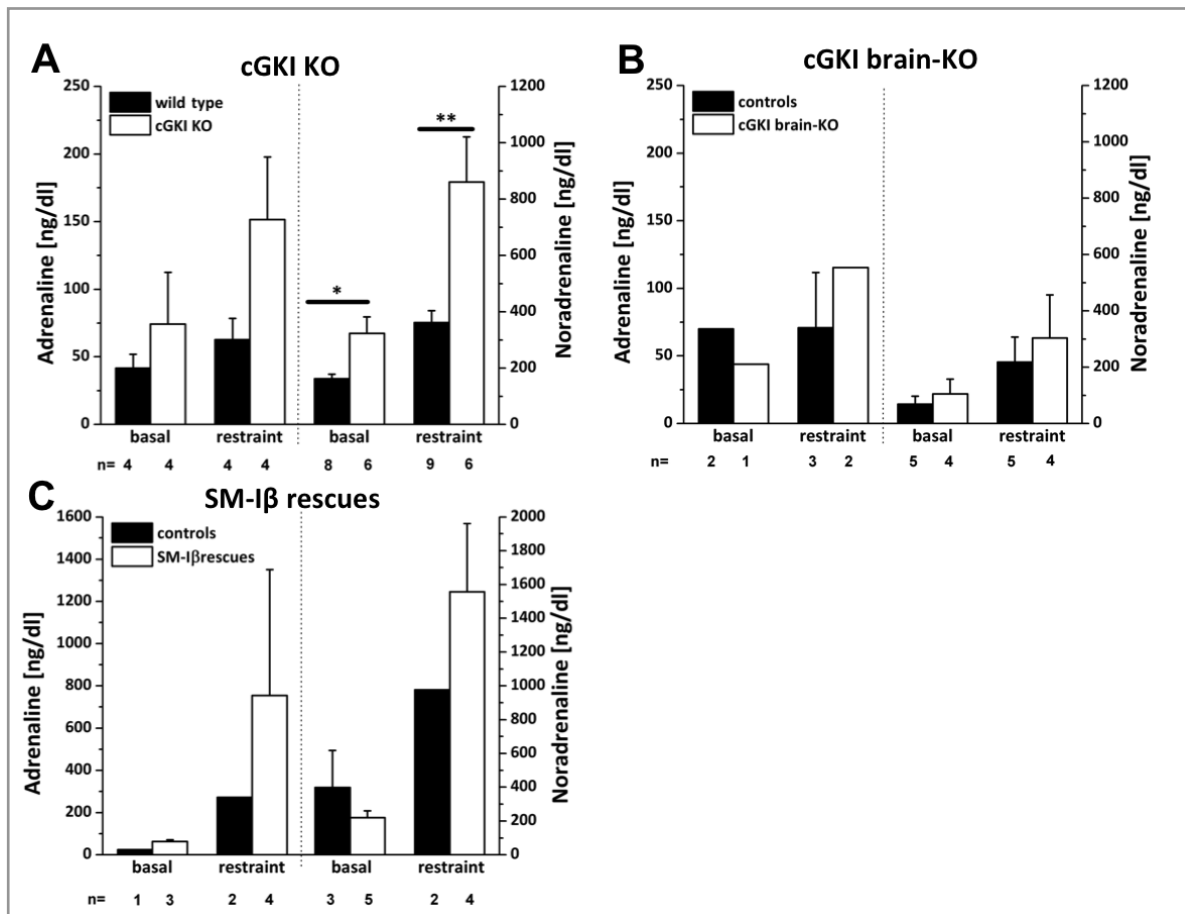 A
cGKI KO
wild type
cGKI KO
Adrenaline [ng/dl]
250
200
150
100
50
0
*
**
1200
1000
800
600
400
200
0
Noradrenaline [ng/dl]
basal restraint basal restraint
n= 4 4 4 4 8 6 9 6
B
cGKI brain-KO
controls
cGKI brain-KO
Adrenaline [ng/dl]
250
200
150
100
50
0
1200
1000
800
600
400
200
0
Noradrenaline [ng/dl]
basal restraint basal restraint
n= 2 1 3 2 5 4 5 4
C
SM-Iβ rescues
controls
SM-Iβrescues
Adrenaline [ng/dl]
1600
1400
1200
1000
800
600
400
200
0
2000
1800
1600
1400
1200
1000
800
600
400
200
0
Noradrenaline [ng/dl]
basal restraint basal restraint
n= 1 3 2 4 3 5 2 4